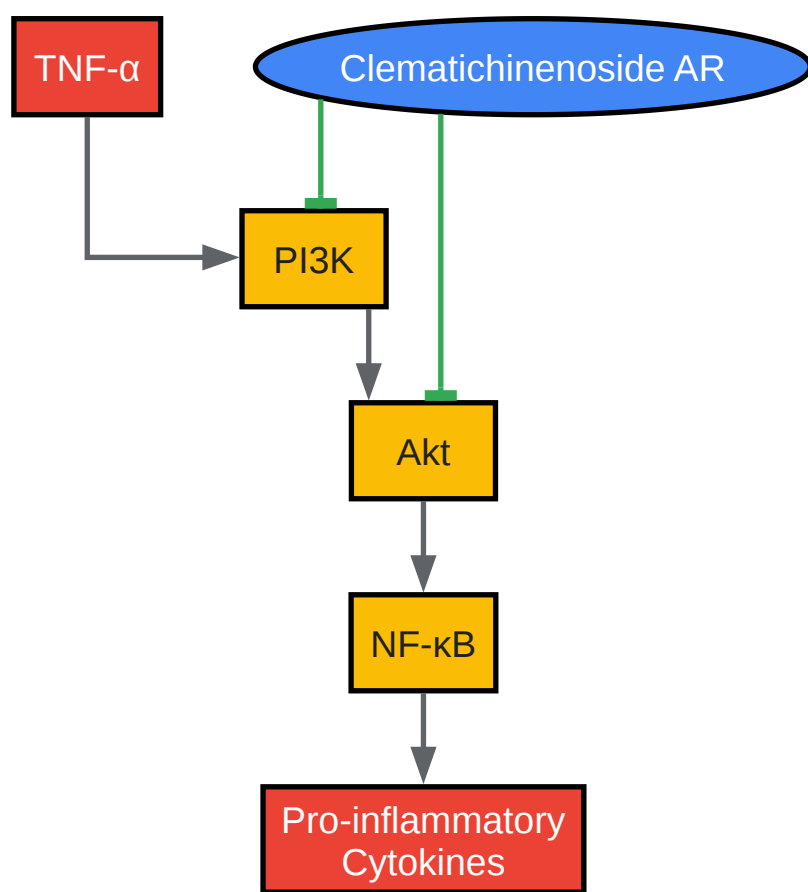 TNF-α
Clematichinenoside AR
PI3K
Akt
NF-κB
Pro-inflammatory
Cytokines